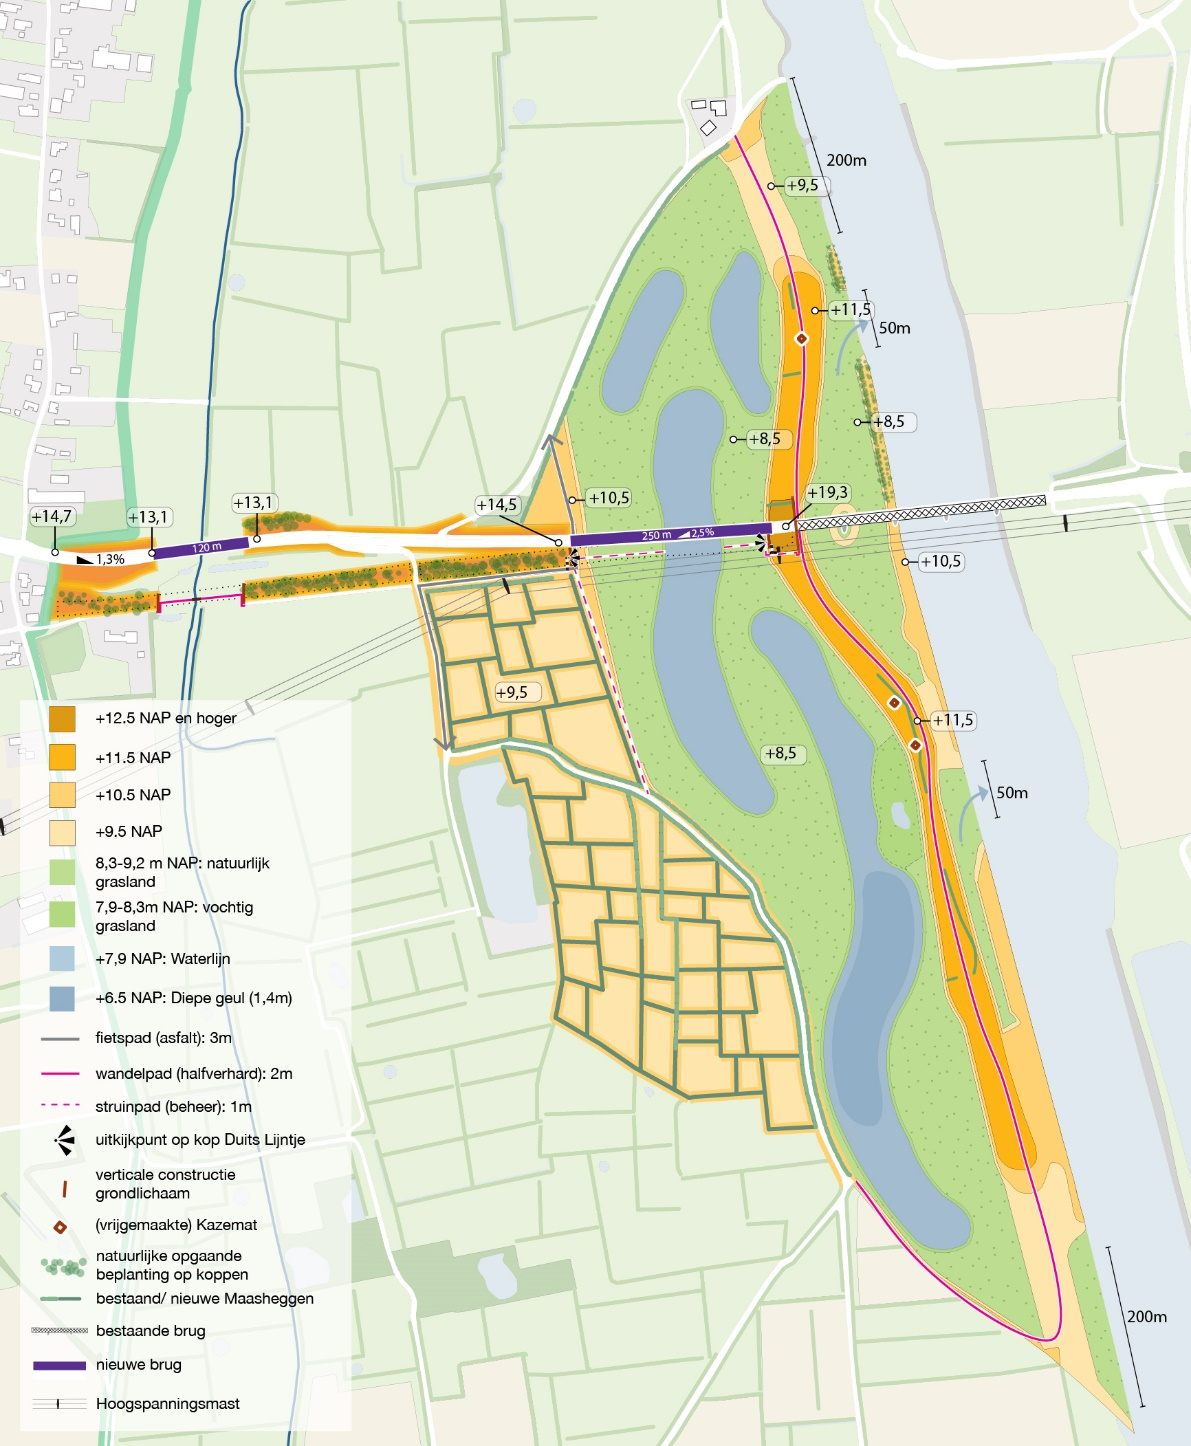 200m
+9,5
+11,5
50m
+8,5
+8,5
+19,3
+14,5
+10,5
+13,1
+14,7
+13,1
1,3%
120 m
250 m
2,5%
+10,5
+9,5
+11,5
+8,5
50m
200m
+12.5 NAP en hoger
+11.5 NAP
+10.5 NAP
+9.5 NAP
8,3-9,2 m NAP: natuurlijk
grasland
7,9-8,3m NAP: vochtig
grasland
+7,9 NAP: Waterlijn
+6.5 NAP: Diepe geul (1,4m)
fietspad (asfalt): 3m
wandelpad (halfverhard): 2m
struinpad (beheer): 1m
uitkijkpunt op kop Duits Lijntje
verticale constructie
grondlichaam
(vrijgemaakte) Kazemat
natuurlijke opgaande
beplanting op koppen
bestaand/ nieuwe Maasheggen
bestaande brug
nieuwe brug
Hoogspanningsmast